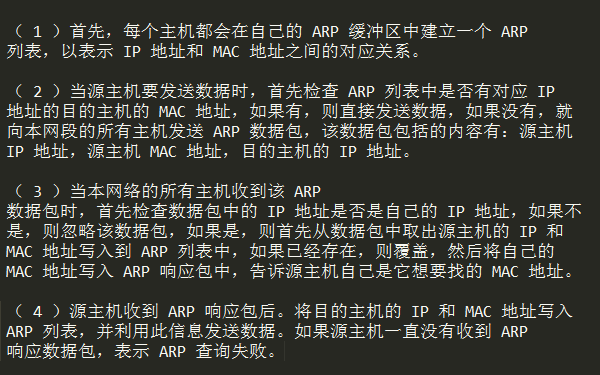 （ 1 ）首先，每个主机都会在自己的 ARP 缓冲区中建立一个 ARP
列表，以表示 IP 地址和 MAC 地址之间的对应关系。
（ 2 ）当源主机要发送数据时，首先检查 ARP 列表中是否有对应 IP
地址的目的主机的 MAC 地址，如果有，则直接发送数据，如果没有，就
向本网段的所有主机发送 ARP 数据包，该数据包包括的内容有：源主机
IP 地址，源主机 MAC 地址，目的主机的 IP 地址。
（ 3 ）当本网络的所有主机收到该 ARP
数据包时，首先检查数据包中的 IP 地址是否是自己的 IP 地址，如果不
是，则忽略该数据包，如果是，则首先从数据包中取出源主机的 IP 和
MAC 地址写入到 ARP 列表中，如果已经存在，则覆盖，然后将自己的
MAC 地址写入 ARP 响应包中，告诉源主机自己是它想要找的 MAC 地址。
（ 4 ）源主机收到 ARP 响应包后。将目的主机的 IP 和 MAC 地址写入
ARP 列表，并利用此信息发送数据。如果源主机一直没有收到 ARP
响应数据包，表示 ARP 查询失败。